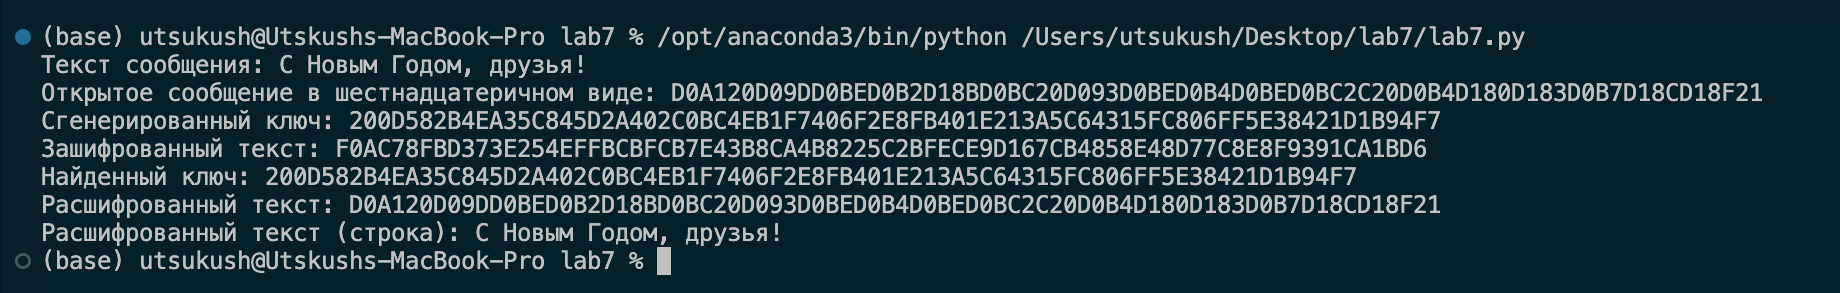 (base) utsukush@Utskushs-MacBook-Pro lab7 % /opt/anaconda3/bin/python /Users/utsukush/Desktop/lab7/lab7.py
Текст сообщения: С Новым Годом, друзья!
Открытое сообщение в шестнадцатеричном виде: D0A120D09DD0BED0B2D18BD0BC20D093D0BED0B4D0BED0BC2C20D0B4D180D183D0B7D18CD18F21
Сгенерированный ключ: 200D582B4EA35C845D2A402C0BC4EB1F7406F2E8FB401E213A5C64315FC806FF5E38421D1B94F7
Зашифрованный текст: F0AC78FBD373E254EFFBCBFCB7E43B8CA4B8225C2BFECE9D167CB4858E48D77C8E8F9391CA1BD6
Найденный ключ: 200D582B4EA35C845D2A402C0BC4EB1F7406F2E8FB401E213A5C64315FC806FF5E38421D1B94F7
Расшифрованный текст: D0A120D09DD0BED0B2D18BD0BC20D093D0BED0B4D0BED0BC2C20D0B4D180D183D0B7D18CD18F21
Расшифрованный текст (строка): С Новым Годом, друзья!
(base) utsukush@Utskushs-MacBook-Pro lab7 %